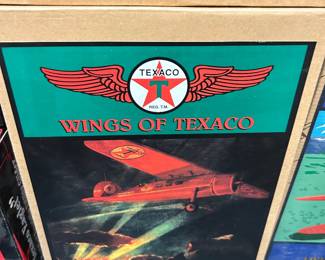 TEXACO
T
REG. T.M.
WINGS OF TEXACO